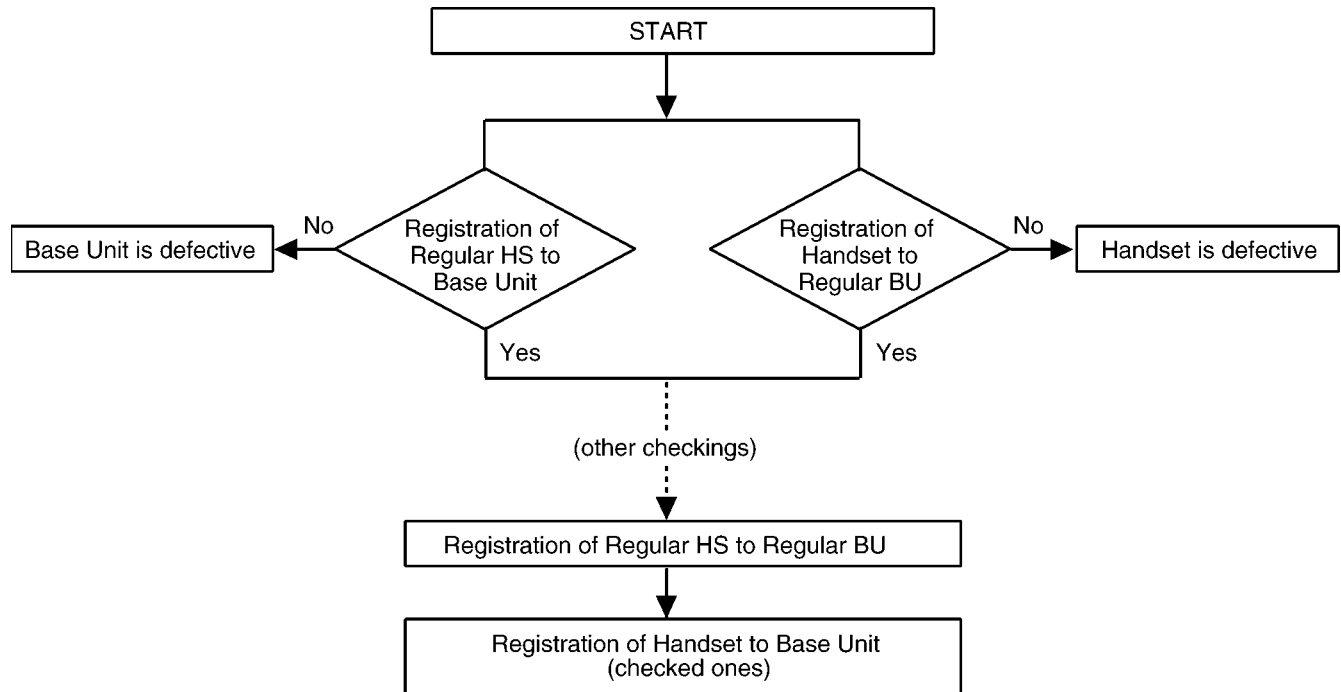 START
No
Registration of
Regular HS to
Base Unit
Registration of
Handset to
Regular BU
No
Base Unit is defective
Handset is defective
Yes
Yes
(other checkings)
Registration of Regular HS to Regular BU
Registration of Handset to Base Unit
(checked ones)